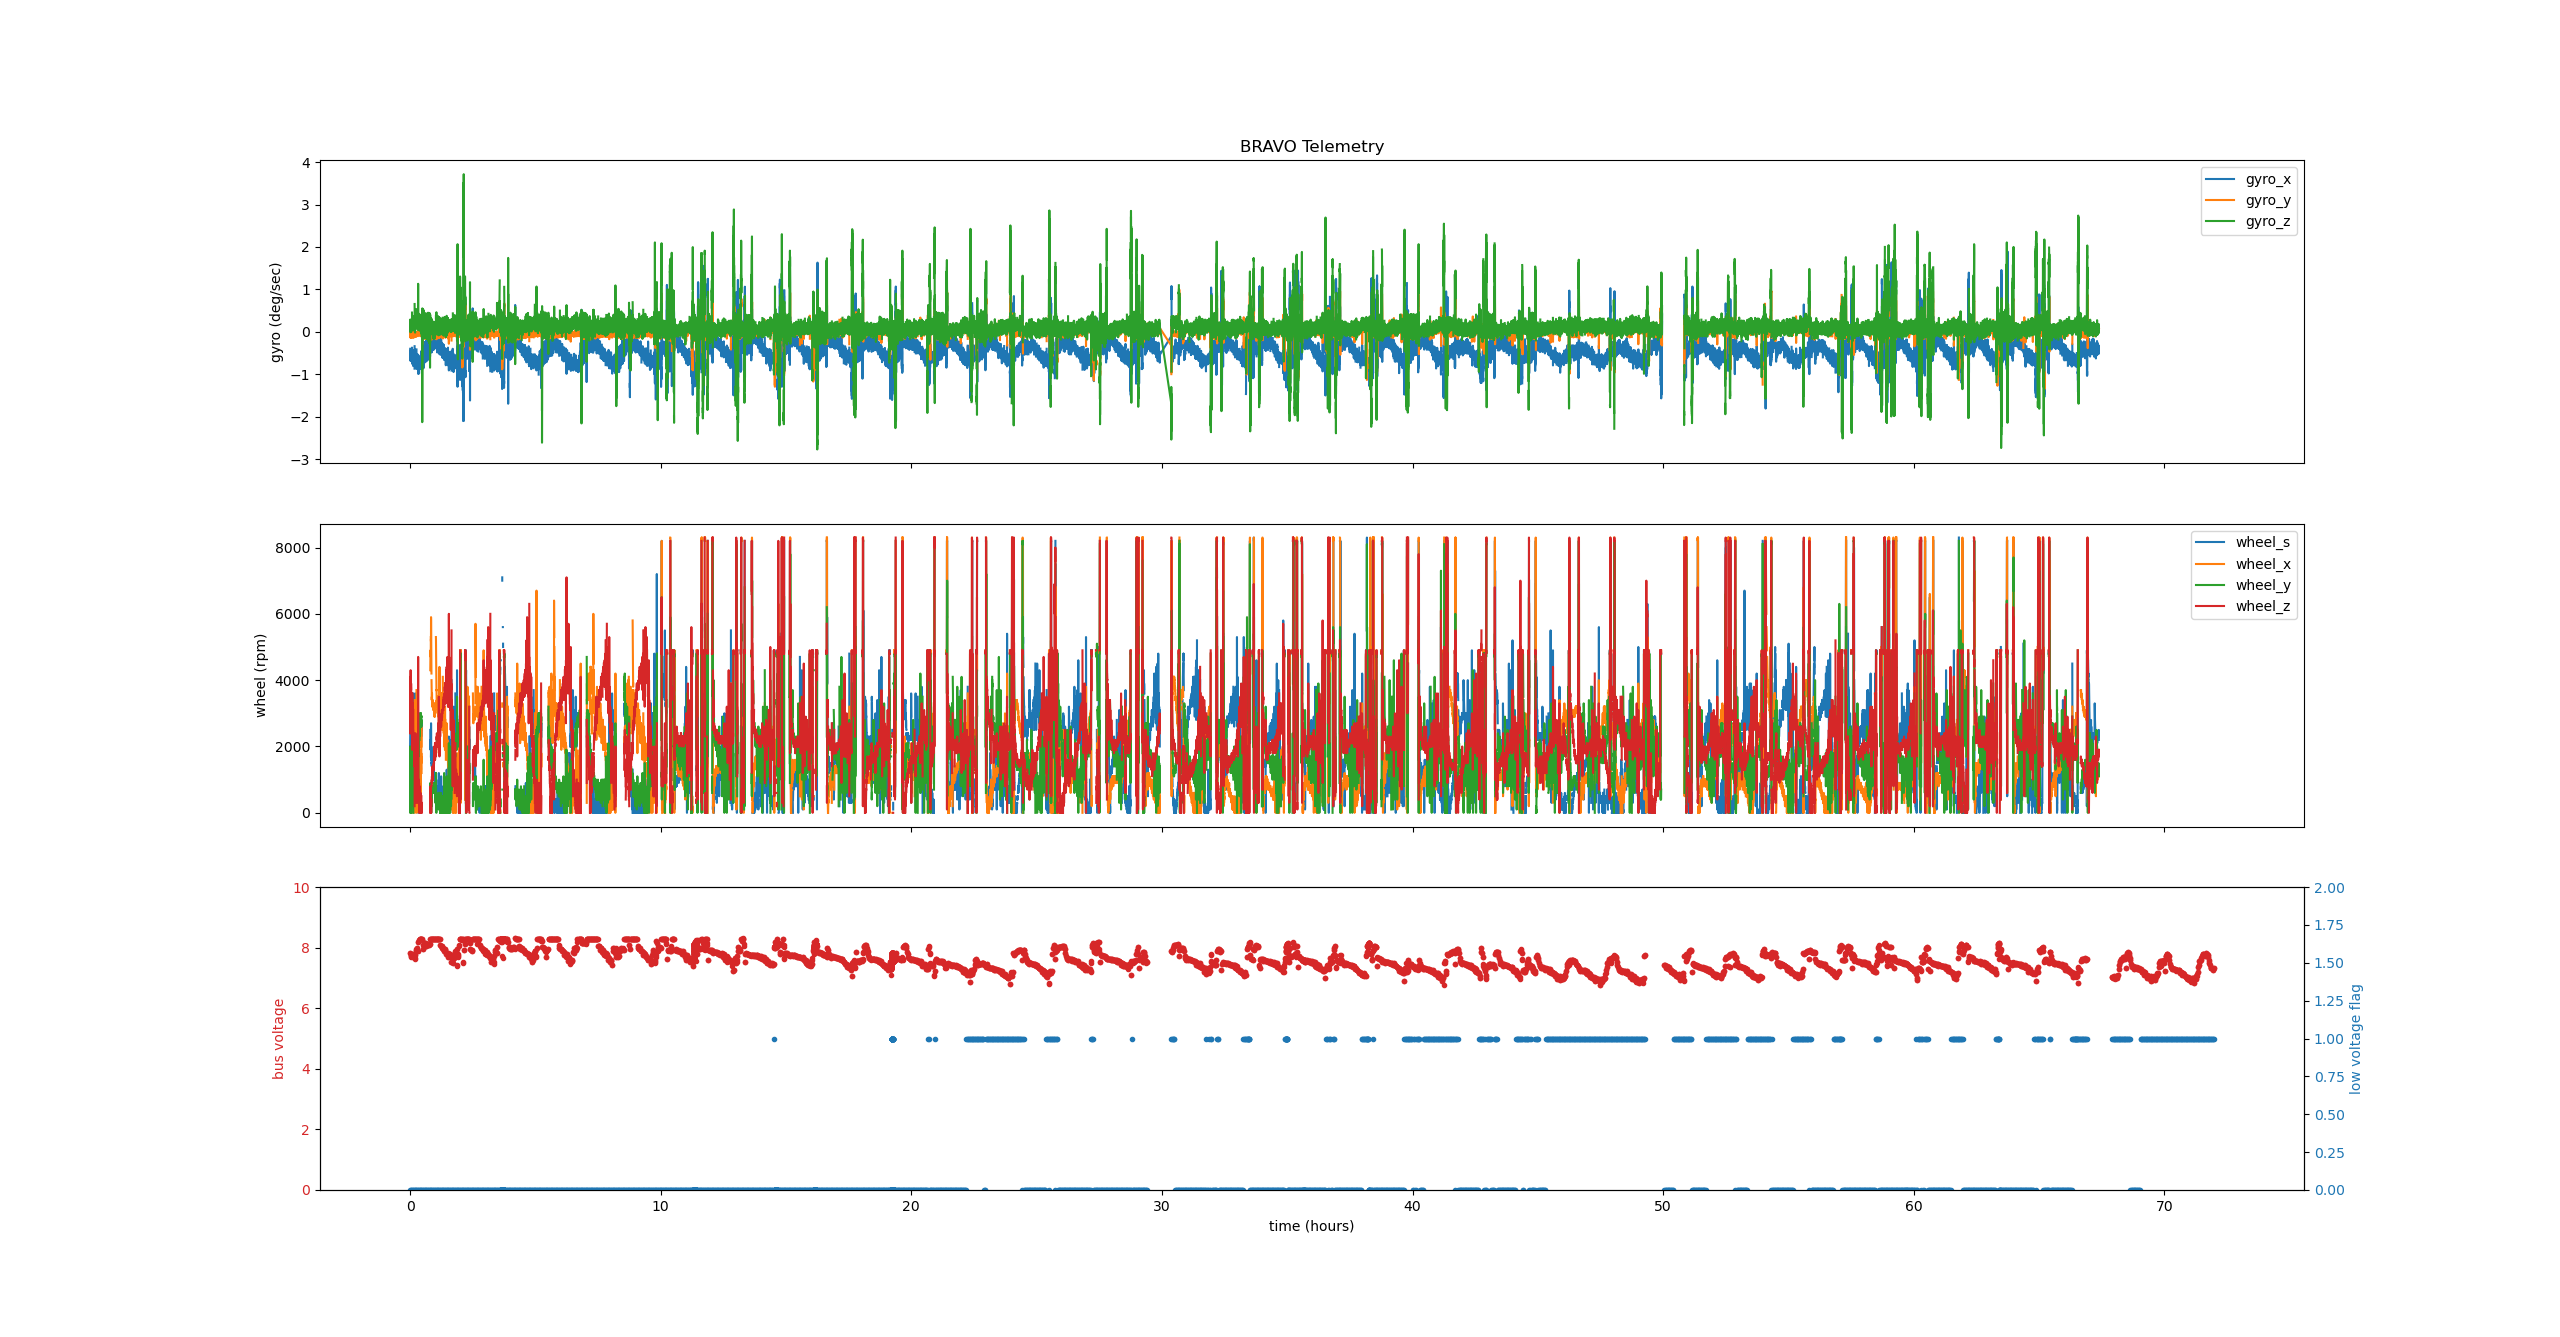 BRAVO Telemetry
4
3
2
1
0
−1
−2
−3
gyro (deg/sec)
gyro_x
gyro_y
gyro_z
8000
6000
4000
2000
0
wheel (rpm)
wheel_s
wheel_x
wheel_y
wheel_z
10
8
6
4
2
0
bus voltage
2.00
1.75
1.50
1.25
1.00
0.75
0.50
0.25
0.00
low voltage flag
0 10 20 30 40 50 60 70
time (hours)